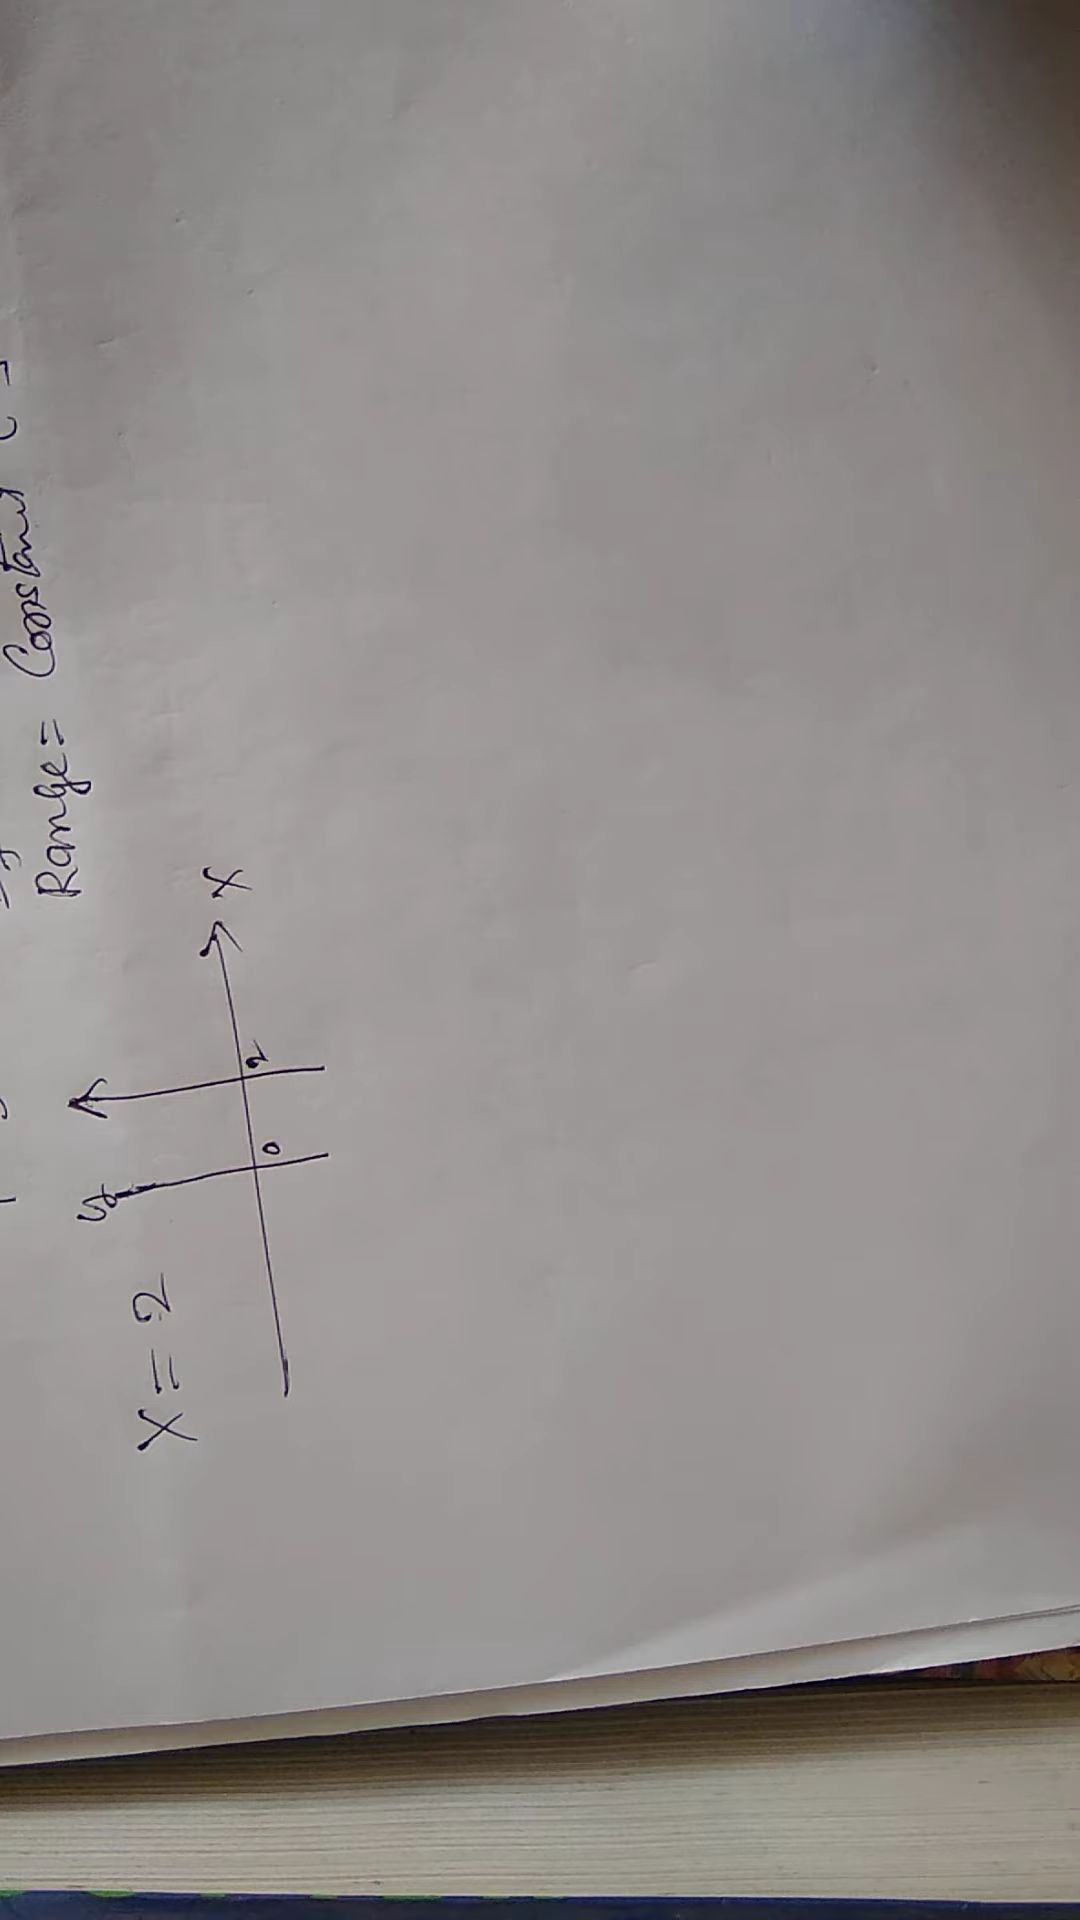 Range = Constant
x = 2
y
x
0
2